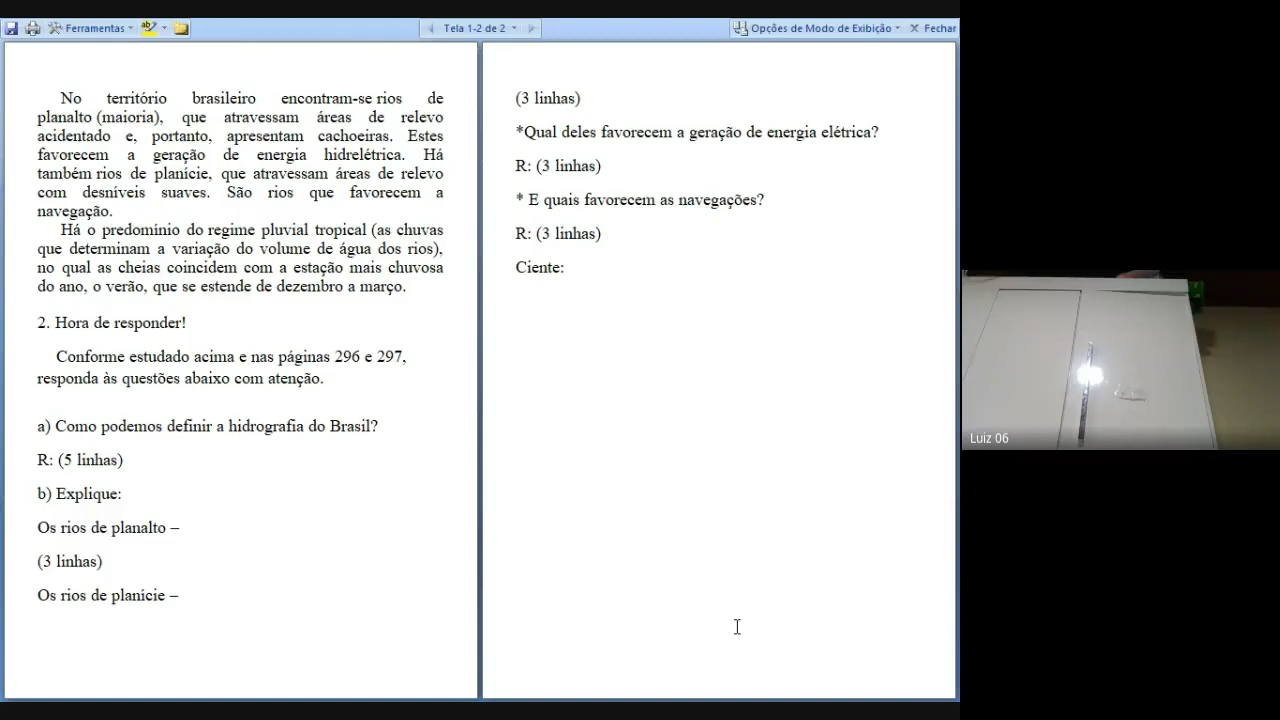 Ferramentas
Tela 1-2 de 2
Opções de Modo de Exibição
Fechar
No território brasileiro encontram-se rios de
planalto (maioria), que atravessam áreas de relevo
acidentado e, portanto, apresentam cachoeiras. Estes
favorecem a geração de energia hidrelétrica. Há
também rios de planície, que atravessam áreas de relevo
com desníveis suaves. São rios que favorecem a
navegação.
Há o predomínio do regime pluvial tropical (as chuvas
que determinam a variação do volume de água dos rios),
no qual as cheias coincidem com a estação mais chuvosa
do ano, o verão, que se estende de dezembro a março.
2. Hora de responder!
Conforme estudado acima e nas páginas 296 e 297,
responda às questões abaixo com atenção.
a) Como podemos definir a hidrografia do Brasil?
R: (5 linhas)
b) Explique:
Os rios de planalto –
(3 linhas)
Os rios de planície –
(3 linhas)
*Qual deles favorecem a geração de energia elétrica?
R: (3 linhas)
* E quais favorecem as navegações?
R: (3 linhas)
Ciente:
Luiz 06